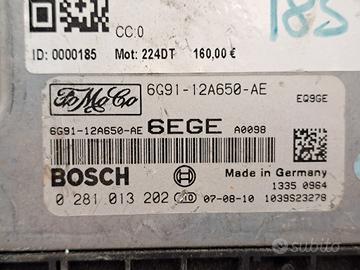 185
CC:0
ID: 0000185 Mot: 224DT 160,00 €
FoMoCo 6G91-12A650-AE EQ9GE
6G91-12A650-AE 6EGE A0098
BOSCH Made in Germany
1335 0964
0 281 013 202 C10 07-08-10 1039S23278
subito